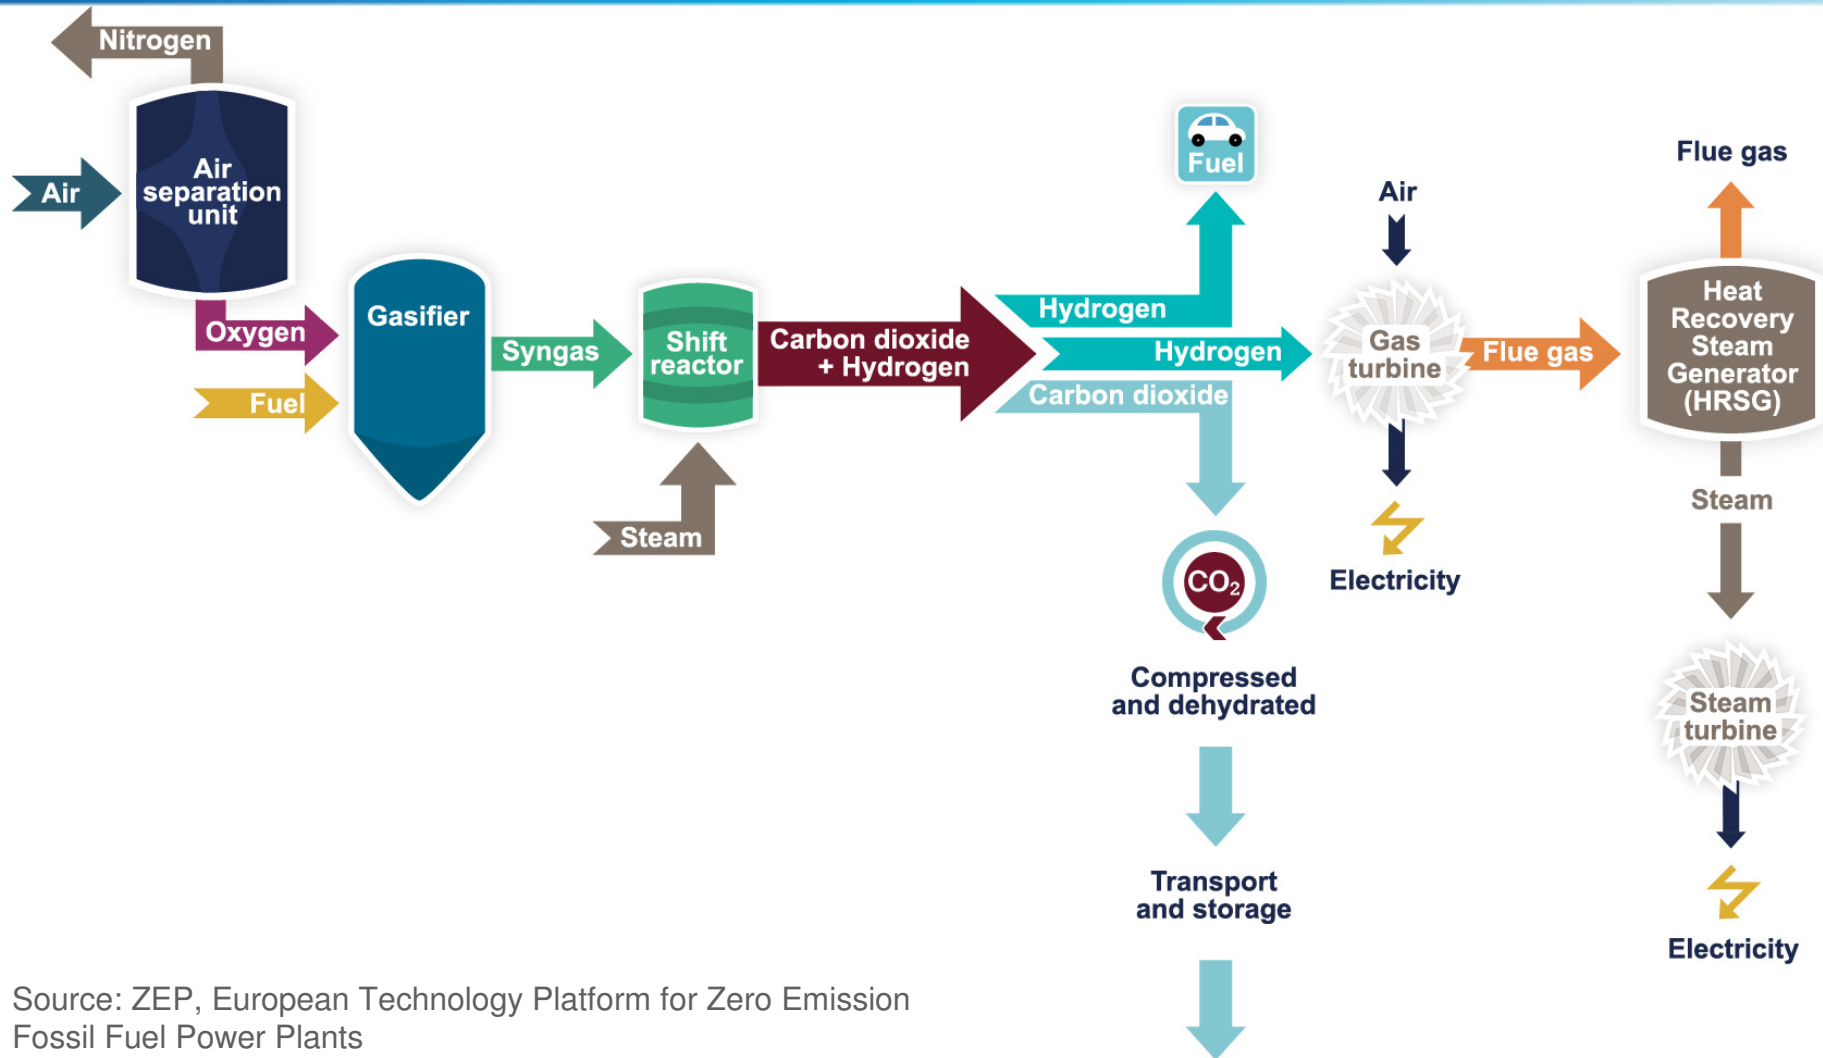 Nitrogen
Air
separation
unit
Air
Oxygen
Fuel
Gasifier
Syngas
Shift
reactor
Steam
Carbon dioxide
+ Hydrogen
Hydrogen
Fuel
Hydrogen
Carbon dioxide
CO₂
Compressed
and dehydrated
Transport
and storage
Air
Gas
turbine
Electricity
Flue gas
Flue gas
Heat
Recovery
Steam
Generator
(HRSG)
Steam
Steam
turbine
Electricity
Source: ZEP, European Technology Platform for Zero Emission
Fossil Fuel Power Plants